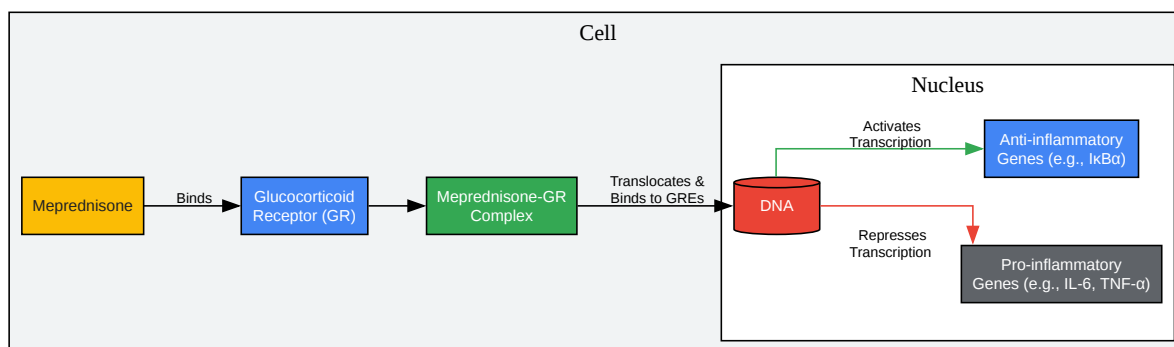 Cell
Nucleus
Meprednisone
Binds
Glucocorticoid
Receptor (GR)
Meprednisone-GR
Complex
Translocates &
Binds to GREs
DNA
Activates
Transcription
Anti-inflammatory
Genes (e.g., IκBα)
Represses
Transcription
Pro-inflammatory
Genes (e.g., IL-6, TNF-α)